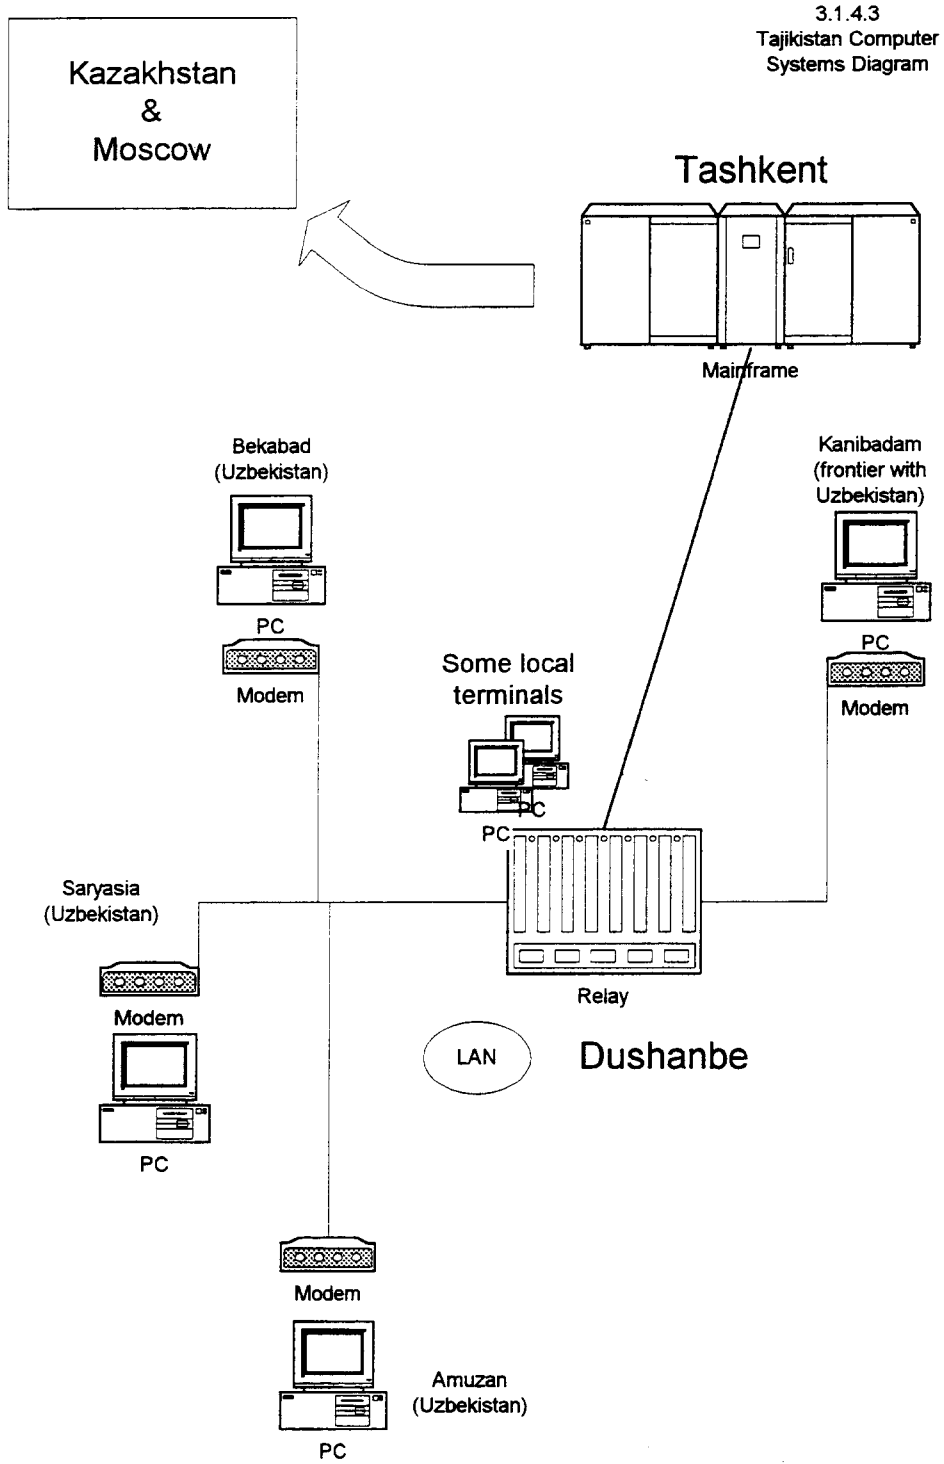 3.1.4.3
Tajikistan Computer
Systems Diagram
Kazakhstan
&
Moscow
Tashkent
Mainframe
Bekabad
(Uzbekistan)
PC
Modem
Kanibadam
(frontier with
Uzbekistan)
PC
Modem
Some local
terminals
PC
PC
Saryasia
(Uzbekistan)
Modem
PC
Relay
LAN
Dushanbe
Modem
Amuzan
(Uzbekistan)
PC